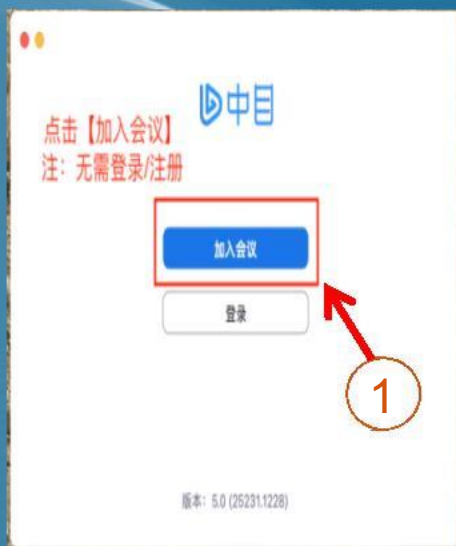 中目
点击【加入会议】
注：无需登录/注册
加入会议
登录
1
版本：5.0 (25231.1228)